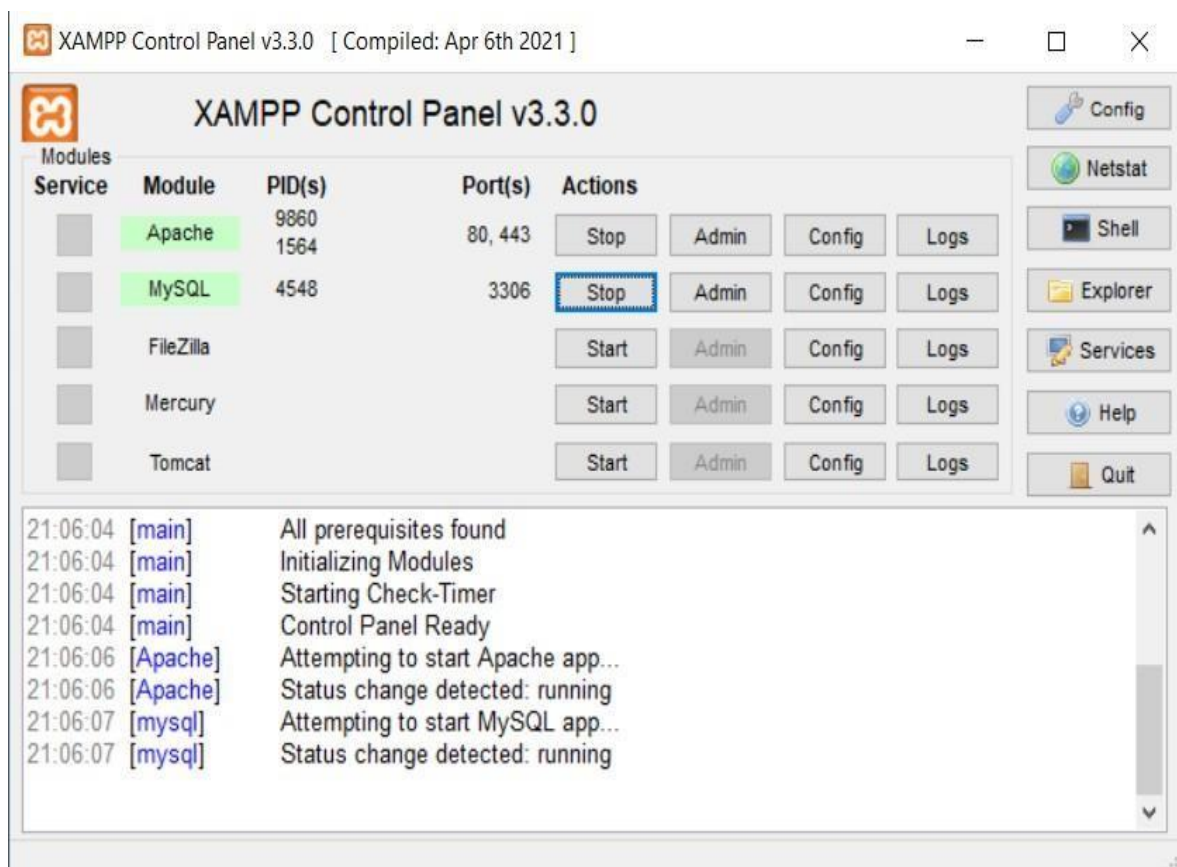 XAMPP Control Panel v3.3.0 [ Compiled: Apr 6th 2021 ]
XAMPP Control Panel v3.3.0
Config
Modules
Service Module PID(s) Port(s) Actions
Netstat
Apache 9860 1564 80, 443 Stop Admin Config Logs
Shell
MySQL 4548 3306 Stop Admin Config Logs
Explorer
FileZilla Start Admin Config Logs
Services
Mercury Start Admin Config Logs
Help
Tomcat Start Admin Config Logs
Quit
21:06:04 [main] All prerequisites found
21:06:04 [main] Initializing Modules
21:06:04 [main] Starting Check-Timer
21:06:04 [main] Control Panel Ready
21:06:06 [Apache] Attempting to start Apache app...
21:06:06 [Apache] Status change detected: running
21:06:07 [mysql] Attempting to start MySQL app...
21:06:07 [mysql] Status change detected: running